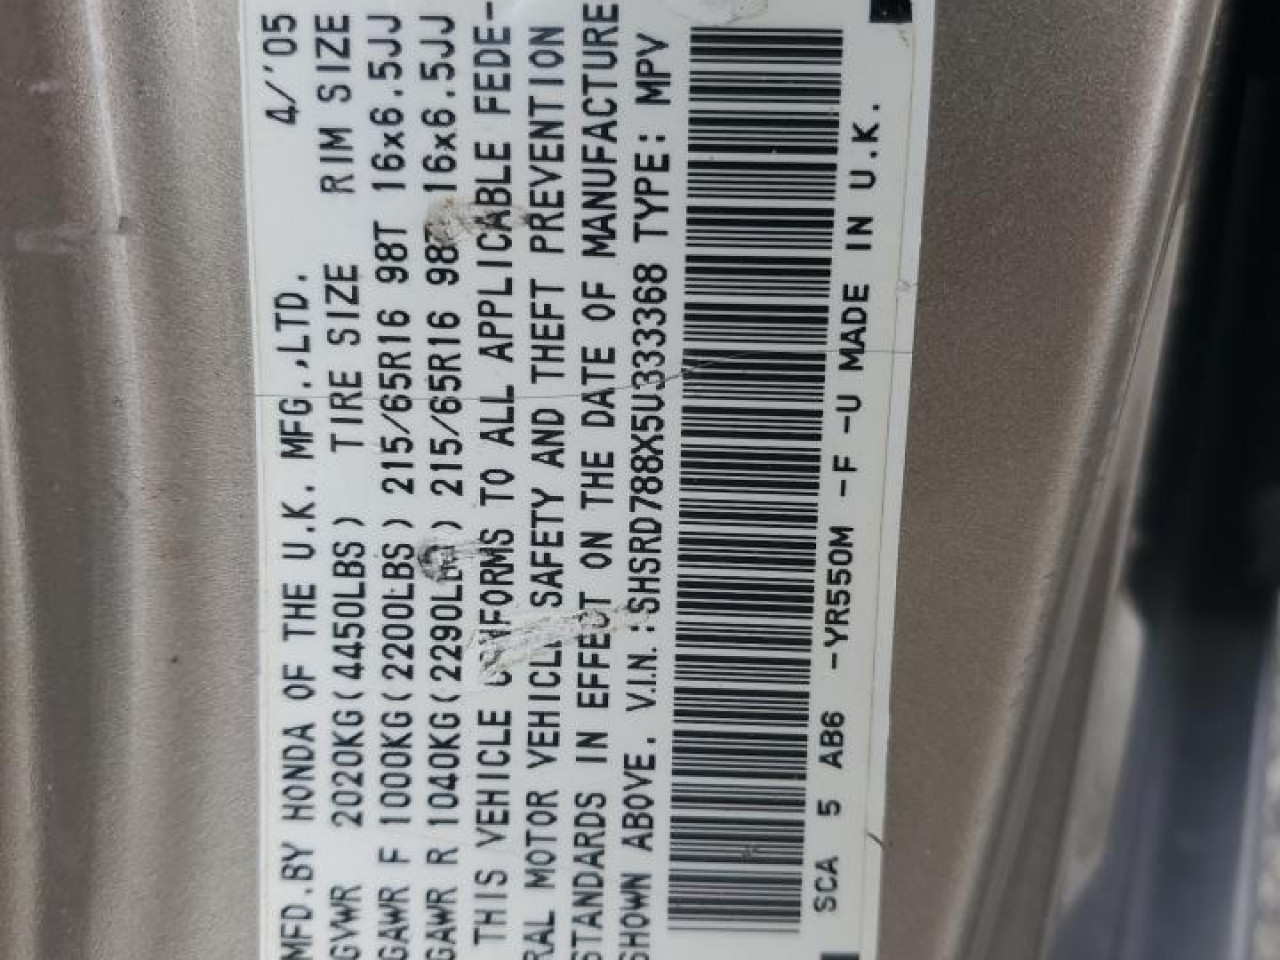 MFD.BY HONDA OF THE U.K. MFG.,LTD. 4/'05
GVWR 2020KG(4450LBS) TIRE SIZE RIM SIZE
GAWR F 1000KG(2200LBS) 215/65R16 98T 16x6.5JJ
GAWR R 1040KG(2290LBS) 215/65R16 98T 16x6.5JJ
THIS VEHICLE CONFORMS TO ALL APPLICABLE FEDE-
RAL MOTOR VEHICLE SAFETY AND THEFT PREVENTION
STANDARDS IN EFFECT ON THE DATE OF MANUFACTURE
SHOWN ABOVE. V.I.N.:SHSRD788X5U333368 TYPE: MPV
SCA 5 AB6 -YR550M -F -U MADE IN U.K.